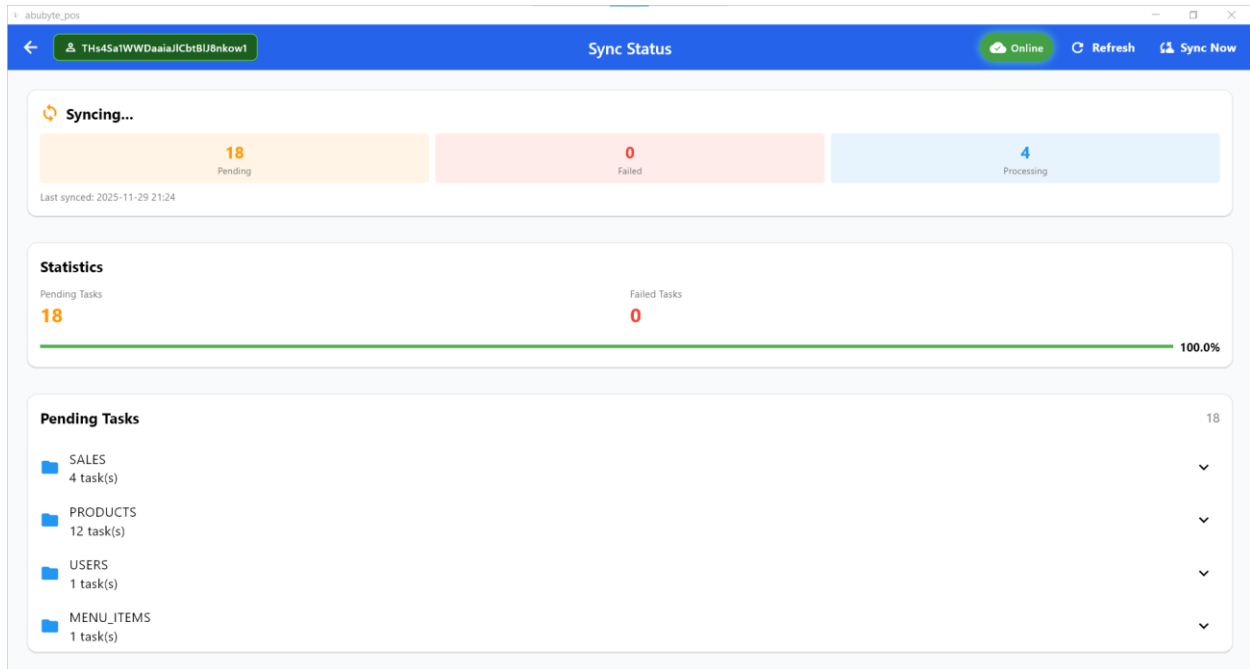 abubyte_pos
THs4Sa1WWDaaiaJlCbtBlJ8nkow1
Sync Status
Online
Refresh
Sync Now
Syncing...
18
Pending
0
Failed
4
Processing
Last synced: 2025-11-29 21:24
Statistics
Pending Tasks
18
Failed Tasks
0
100.0%
Pending Tasks
18
SALES
4 task(s)
PRODUCTS
12 task(s)
USERS
1 task(s)
MENU_ITEMS
1 task(s)